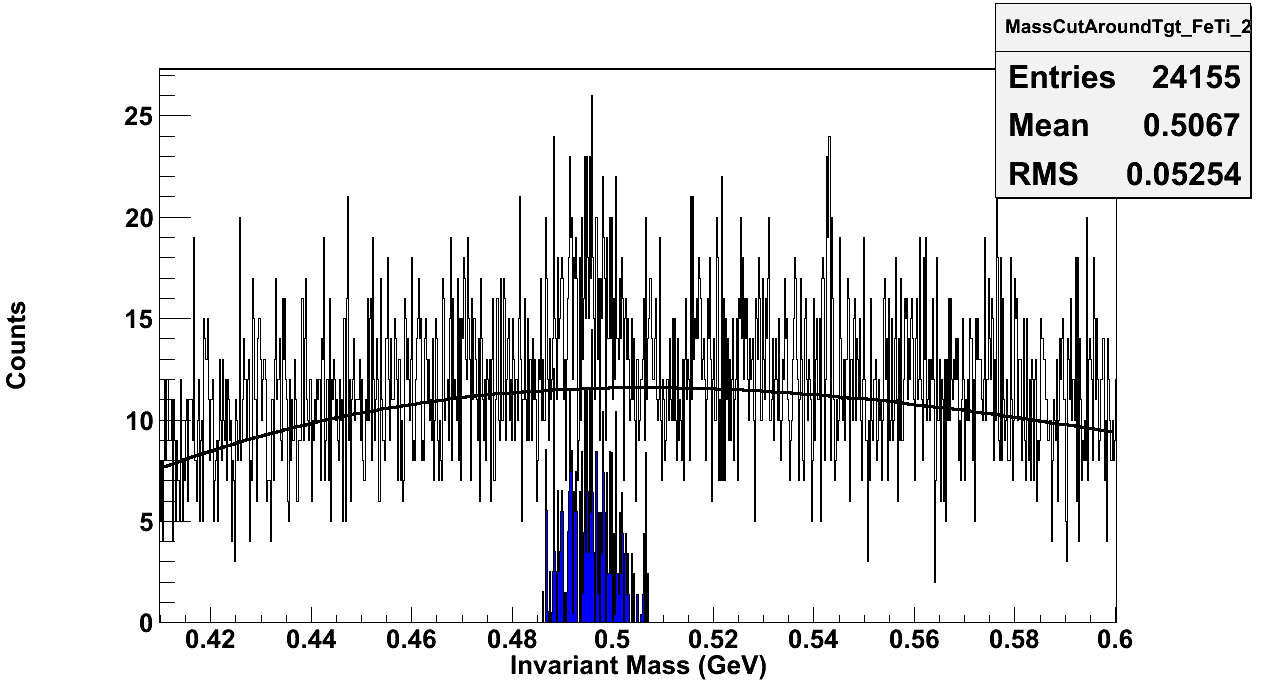 MassCutAroundTgt_FeTi_2
Entries 24155
Mean 0.5067
RMS 0.05254
Counts
25
20
15
10
5
0
0.42 0.44 0.46 0.48 0.5 0.52 0.54 0.56 0.58 0.6
Invariant Mass (GeV)